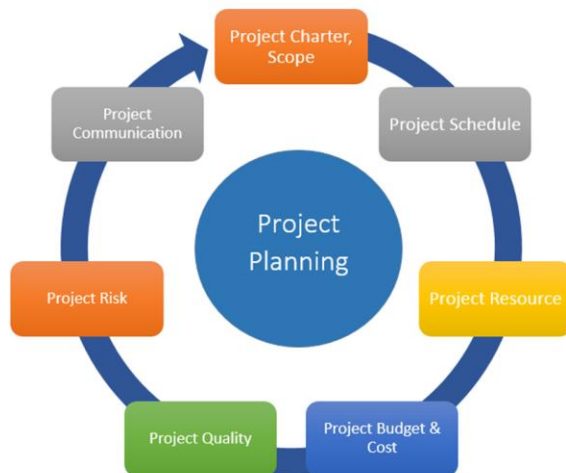 Project Charter,
Scope
Project Schedule
Project Resource
Project Budget &
Cost
Project Quality
Project Risk
Project
Communication
Project
Planning